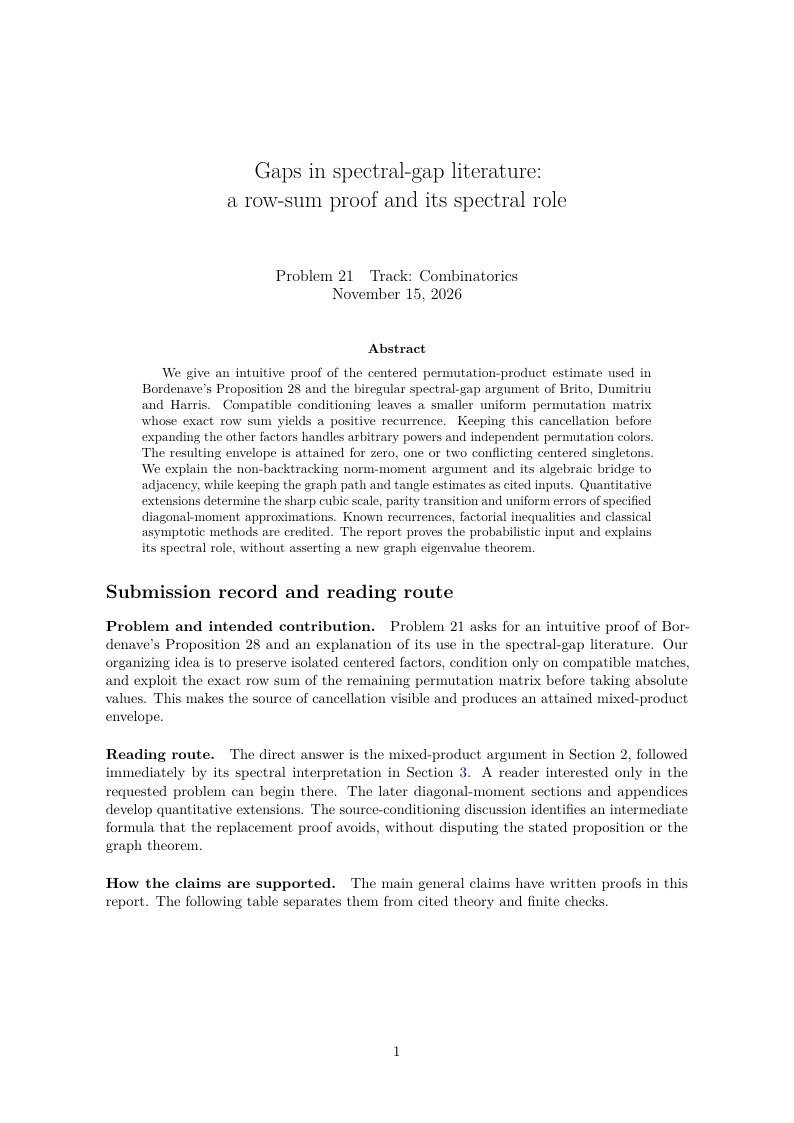 Gaps in spectral-gap literature:
a row-sum proof and its spectral role
Problem 21 Track: Combinatorics
November 15, 2026
Abstract
We give an intuitive proof of the centered permutation-product estimate used in
Bordenave's Proposition 28 and the biregular spectral-gap argument of Brito, Dumitriu
and Harris. Compatible conditioning leaves a smaller uniform permutation matrix
whose exact row sum yields a positive recurrence. Keeping this cancellation before
expanding the other factors handles arbitrary powers and independent permutation colors.
The resulting envelope is attained for zero, one or two conflicting centered singletons.
We explain the non-backtracking norm-moment argument and its algebraic bridge to
adjacency, while keeping the graph path and tangle estimates as cited inputs. Quantitative
extensions determine the sharp cubic scale, parity transition and uniform errors of specified
diagonal-moment approximations. Known recurrences, factorial inequalities and classical
asymptotic methods are credited. The report proves the probabilistic input and explains
its spectral role, without asserting a new graph eigenvalue theorem.
Submission record and reading route
Problem and intended contribution. Problem 21 asks for an intuitive proof of Bor-
denave's Proposition 28 and an explanation of its use in the spectral-gap literature. Our
organizing idea is to preserve isolated centered factors, condition only on compatible matches,
and exploit the exact row sum of the remaining permutation matrix before taking absolute
values. This makes the source of cancellation visible and produces an attained mixed-product
envelope.
Reading route. The direct answer is the mixed-product argument in Section 2, followed
immediately by its spectral interpretation in Section 3. A reader interested only in the
requested problem can begin there. The later diagonal-moment sections and appendices
develop quantitative extensions. The source-conditioning discussion identifies an intermediate
formula that the replacement proof avoids, without disputing the stated proposition or the
graph theorem.
How the claims are supported. The main general claims have written proofs in this
report. The following table separates them from cited theory and finite checks.
1